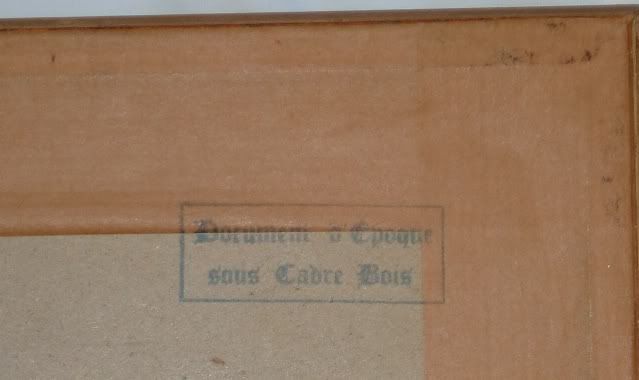 Document d'Epoque
sous Cadre Bois